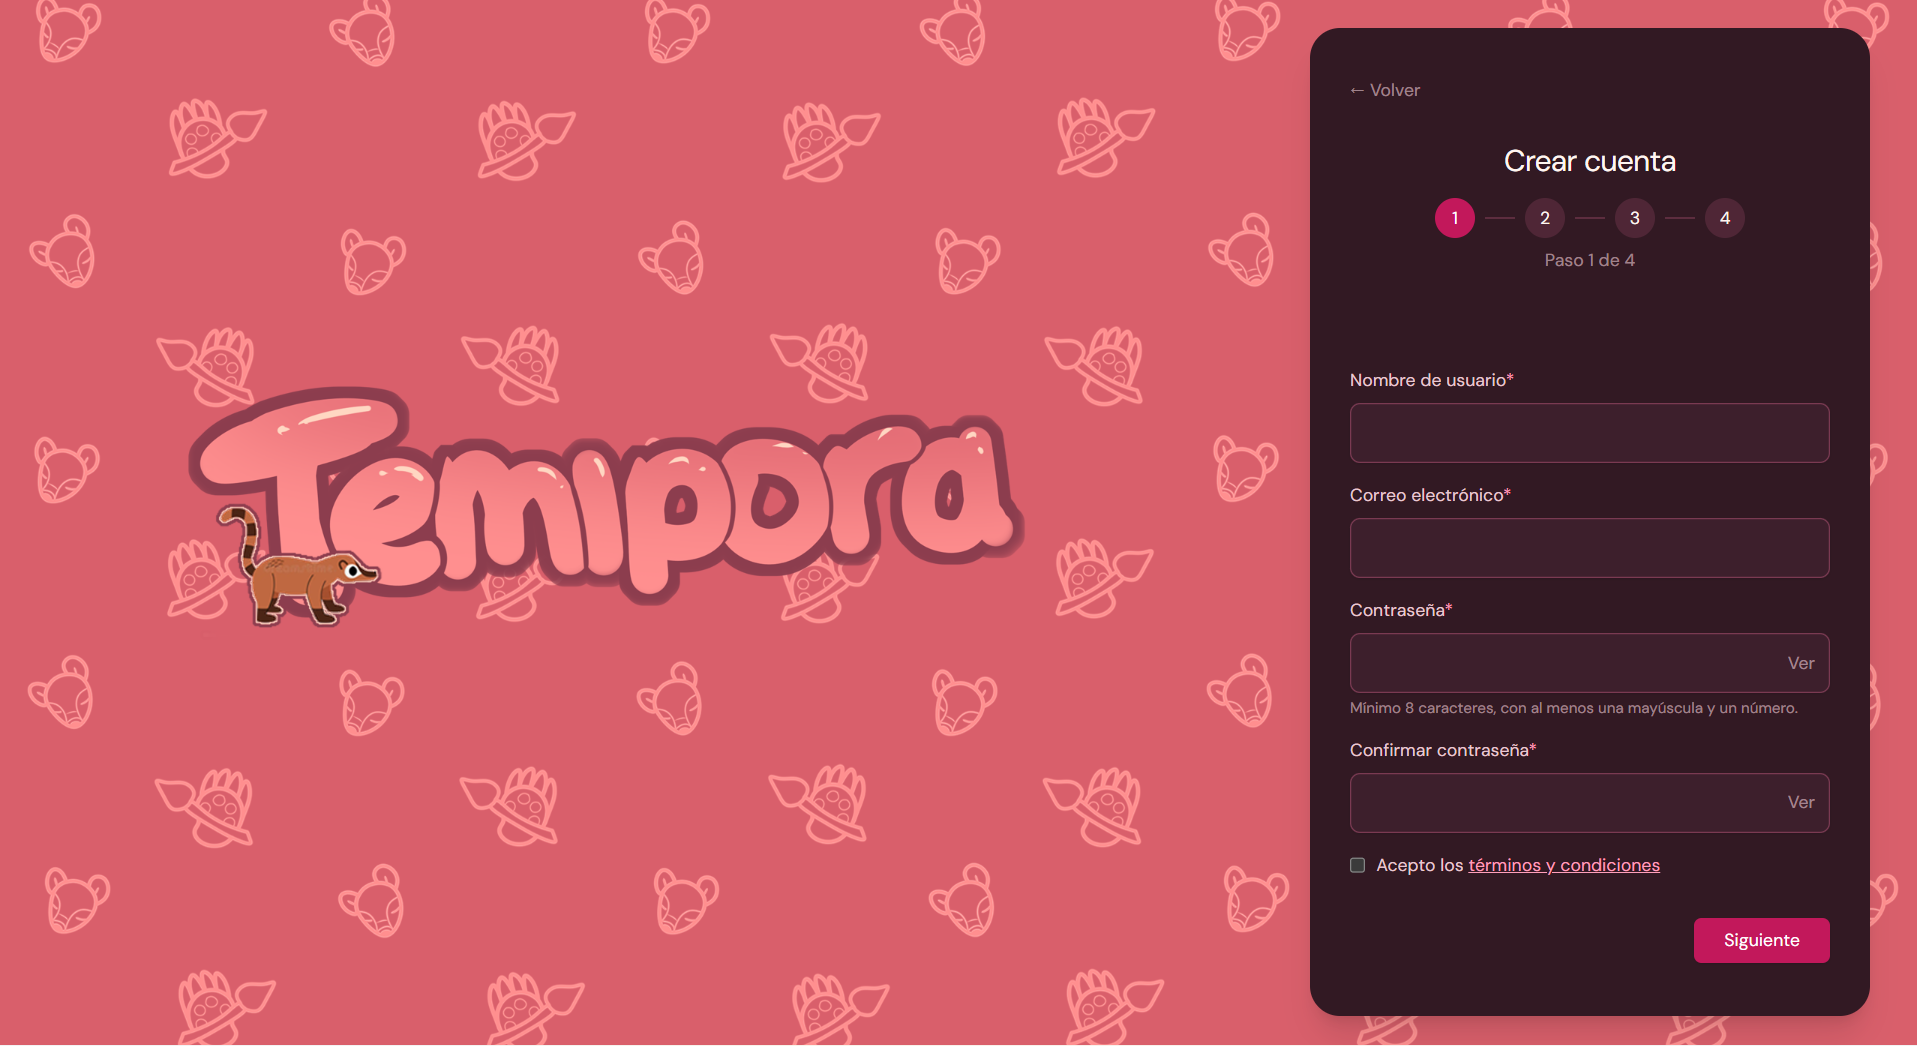 Temipora
← Volver
Crear cuenta
1 2 3 4
Paso 1 de 4
Nombre de usuario*
Correo electrónico*
Contraseña*
Ver
Mínimo 8 caracteres, con al menos una mayúscula y un número.
Confirmar contraseña*
Ver
Acepto los términos y condiciones
Siguiente